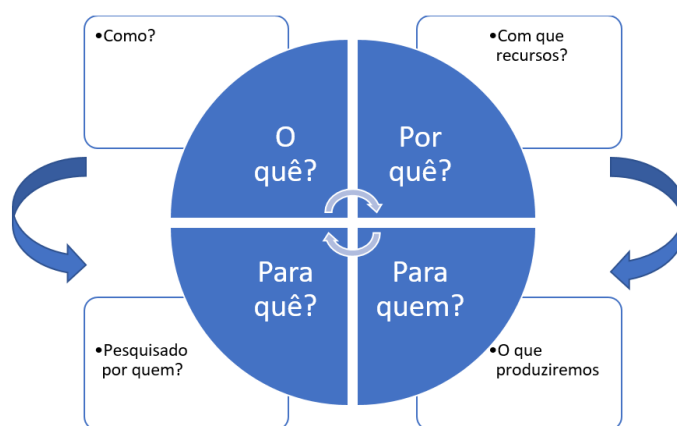 •Como?
•Com que
recursos?
O
quê?
Por
quê?
Para
quê?
Para
quem?
•Pesquisado
por quem?
•O que
produziremos